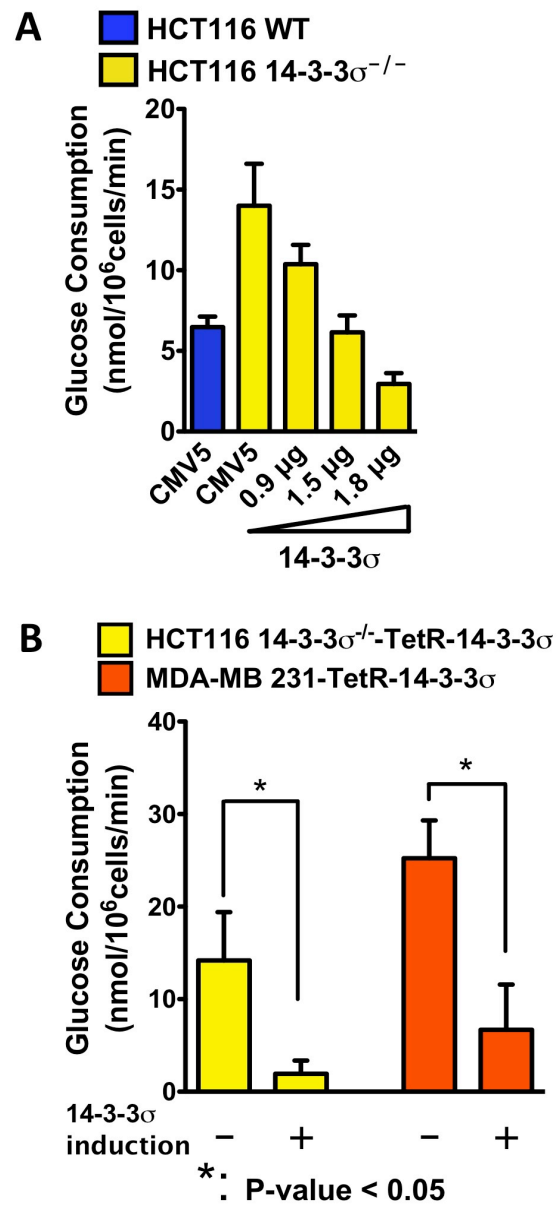 A
HCT116 WT
HCT116 14-3-3σ⁻/⁻
Glucose Consumption
(nmol/10⁶cells/min)
20
15
10
5
0
CMV5
CMV5
0.9 µg
1.5 µg
1.8 µg
14-3-3σ
B
HCT116 14-3-3σ⁻/⁻-TetR-14-3-3σ
MDA-MB 231-TetR-14-3-3σ
Glucose Consumption
(nmol/10⁶cells/min)
40
30
20
10
0
*
*
14-3-3σ
induction − + − +
*: P-value < 0.05